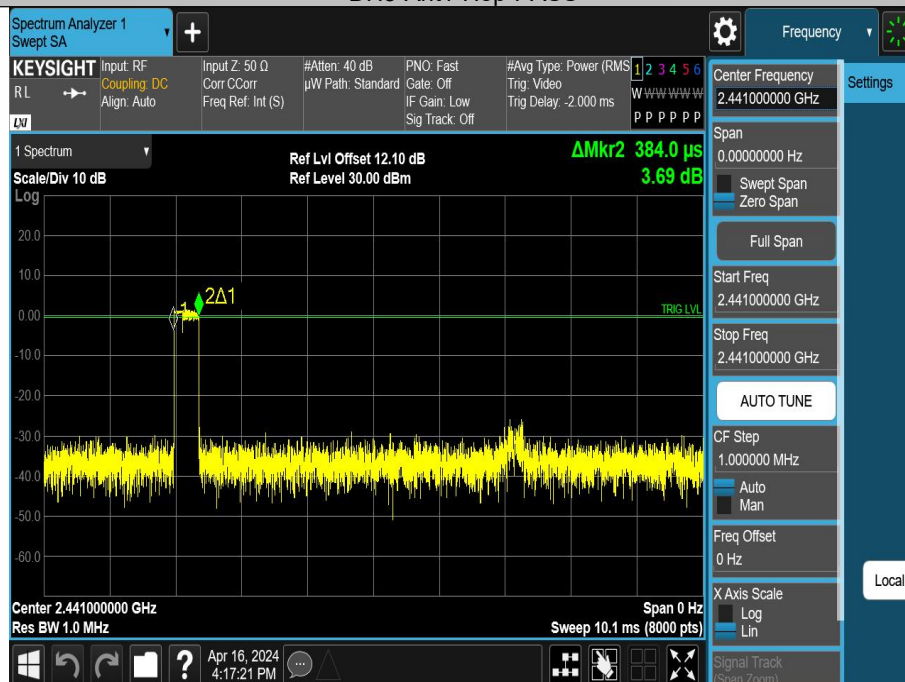 Spectrum Analyzer 1
Swept SA
Frequency
KEYSIGHT
RL
LXI
Input: RF
Coupling: DC
Align: Auto
Input Z: 50 Ω
Corr CCorr
Freq Ref: Int (S)
#Atten: 40 dB
µW Path: Standard
PNO: Fast
Gate: Off
IF Gain: Low
Sig Track: Off
#Avg Type: Power (RMS
Trig: Video
Trig Delay: -2.000 ms
1 2 3 4 5 6
W W W W W W
P P P P P P
1 Spectrum
Scale/Div 10 dB
Ref Lvl Offset 12.10 dB
Ref Level 30.00 dBm
ΔMkr2 384.0 µs
3.69 dB
Log
20.0
10.0
0.00
-10.0
-20.0
-30.0
-40.0
-50.0
-60.0
1
2Δ1
TRIG LVL
Center 2.441000000 GHz
Res BW 1.0 MHz
Span 0 Hz
Sweep 10.1 ms (8000 pts)
Apr 16, 2024
4:17:21 PM
Center Frequency
2.441000000 GHz
Settings
Span
0.00000000 Hz
Swept Span
Zero Span
Full Span
Start Freq
2.441000000 GHz
Stop Freq
2.441000000 GHz
AUTO TUNE
CF Step
1.000000 MHz
Auto
Man
Freq Offset
0 Hz
X Axis Scale
Log
Lin
Local
Signal Track
(Span Zoom)